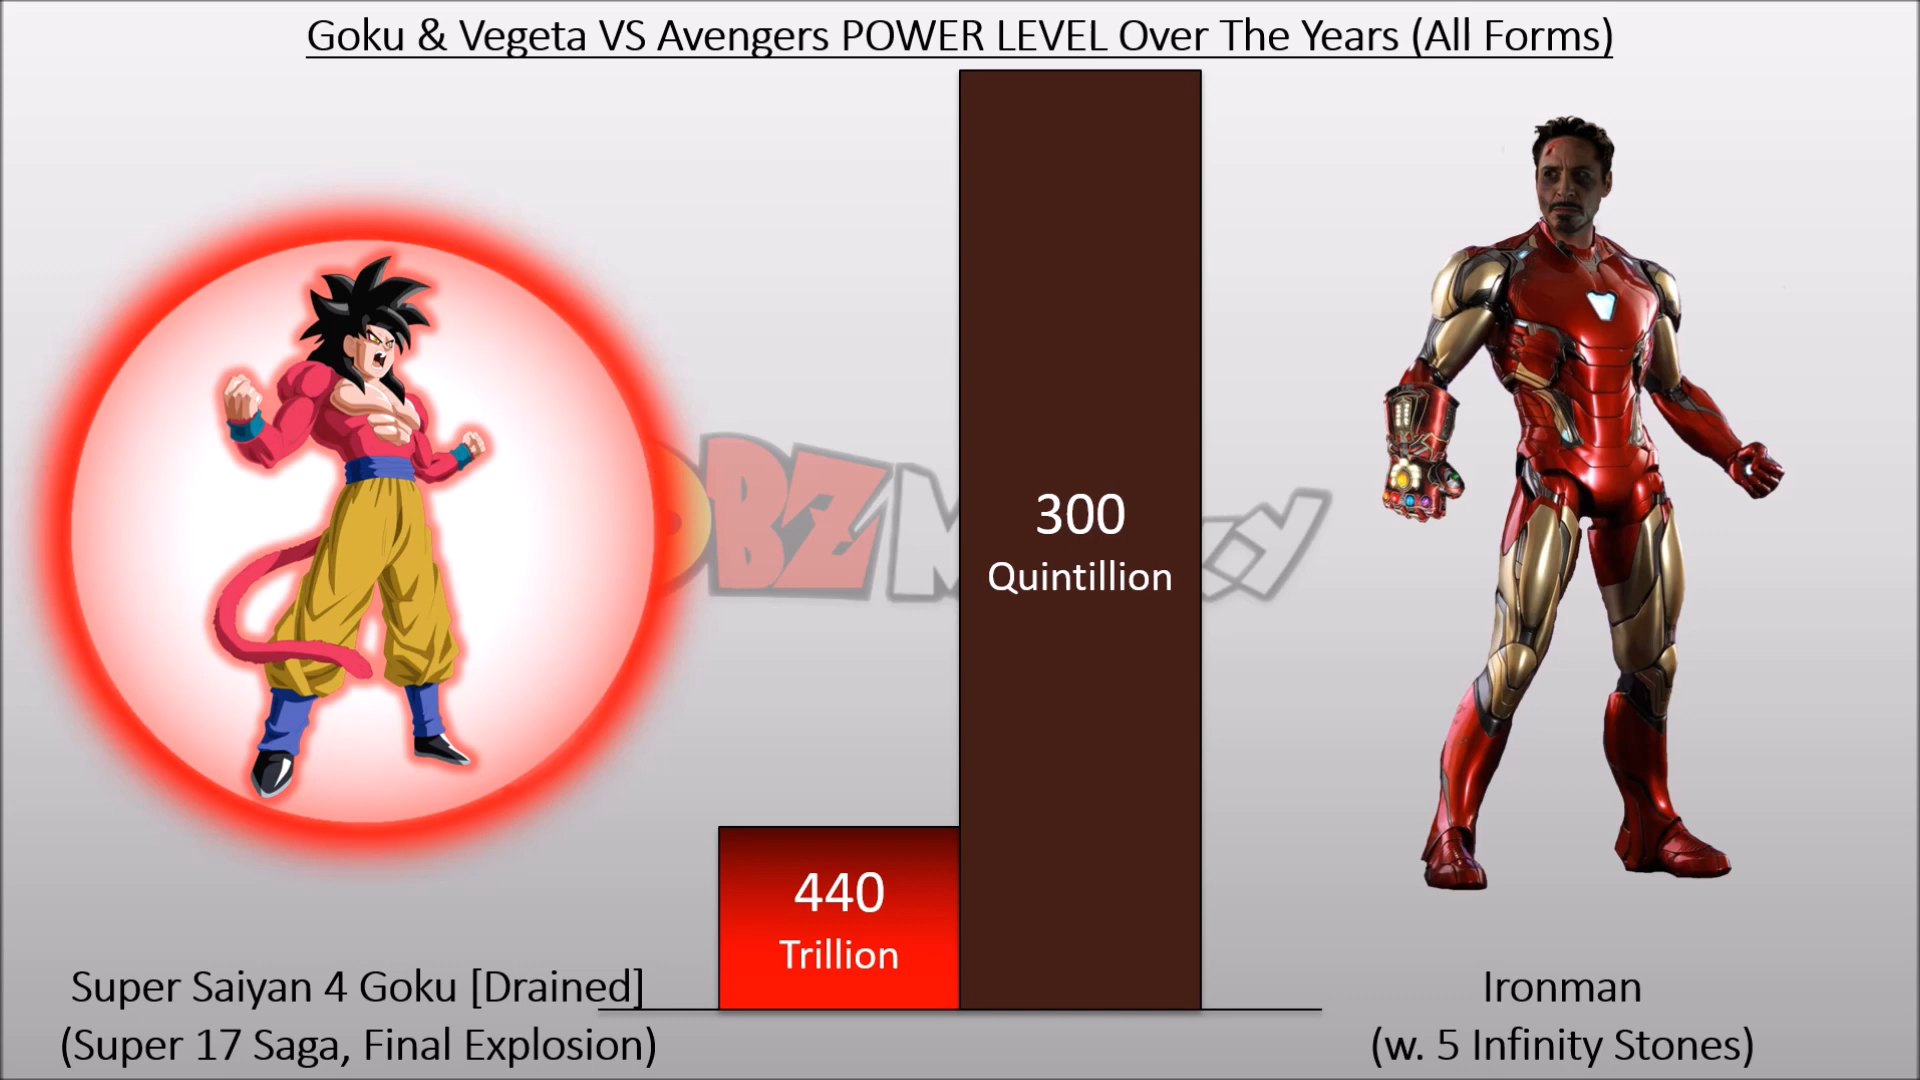 Goku & Vegeta VS Avengers POWER LEVEL Over The Years (All Forms)
DBZ
300
Quintillion
440
Trillion
Super Saiyan 4 Goku [Drained]
(Super 17 Saga, Final Explosion)
Ironman
(w. 5 Infinity Stones)